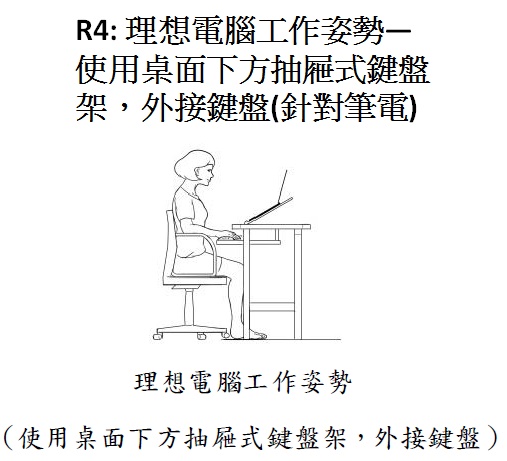 R4: 理想電腦工作姿勢—
使用桌面下方抽屜式鍵盤
架，外接鍵盤(針對筆電)
理想電腦工作姿勢
（使用桌面下方抽屜式鍵盤架，外接鍵盤）